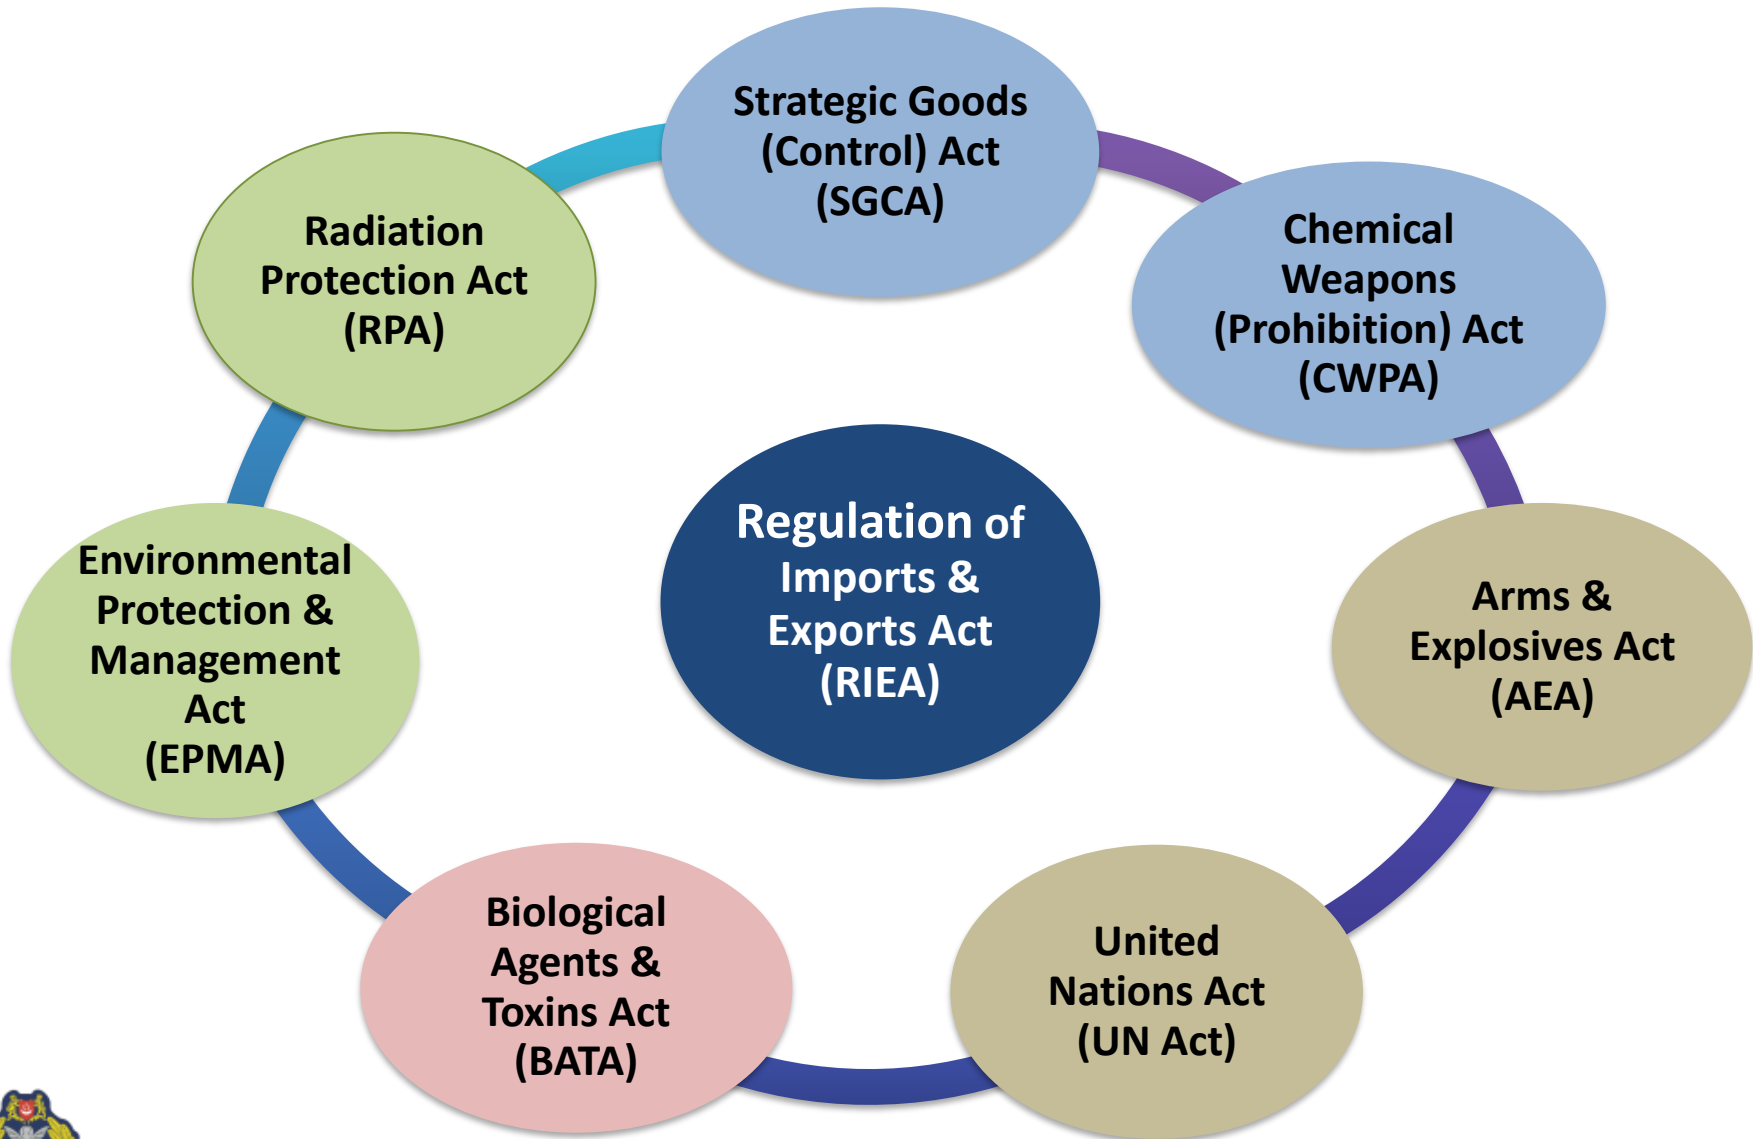 Strategic Goods
(Control) Act
(SGCA)
Chemical
Weapons
(Prohibition) Act
(CWPA)
Arms &
Explosives Act
(AEA)
United
Nations Act
(UN Act)
Biological
Agents &
Toxins Act
(BATA)
Environmental
Protection &
Management
Act
(EPMA)
Radiation
Protection Act
(RPA)
Regulation of
Imports &
Exports Act
(RIEA)